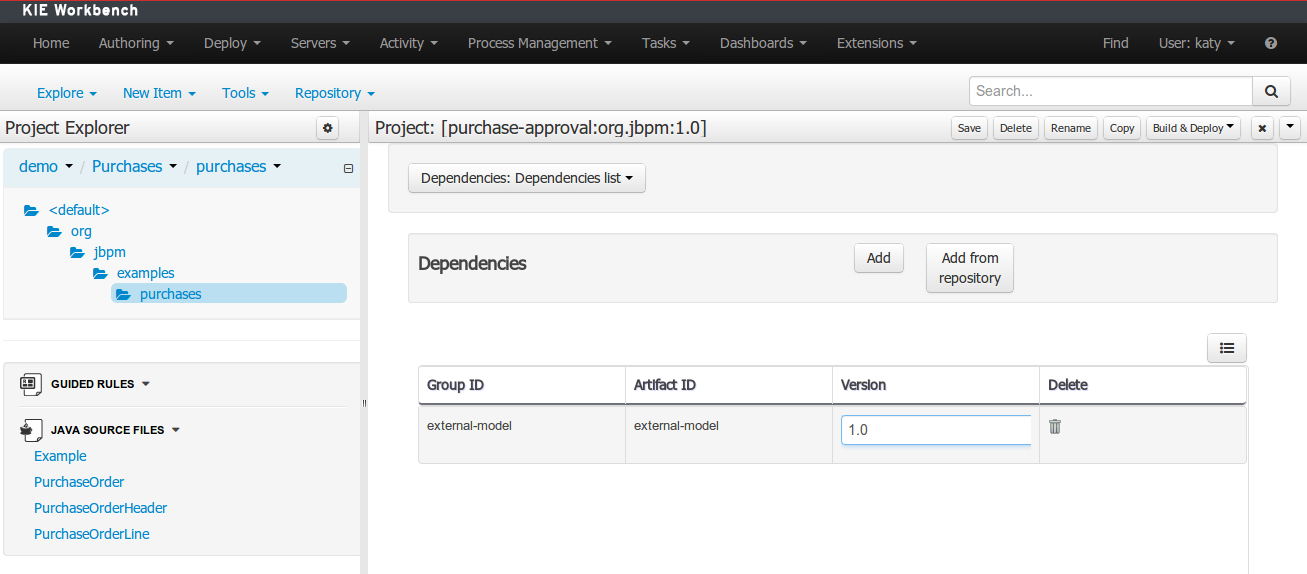 KIE Workbench
Home Authoring Deploy Servers Activity Process Management Tasks Dashboards Extensions Find User: katy ?
Explore New Item Tools Repository Search...
Project Explorer
Project: [purchase-approval:org.jbpm:1.0] Save Delete Rename Copy Build & Deploy
demo / Purchases / purchases
Dependencies: Dependencies list
<default>
org
jbpm
examples
purchases
Dependencies Add Add from
repository
Group ID Artifact ID Version Delete
external-model external-model 1.0
GUIDED RULES
JAVA SOURCE FILES
Example
PurchaseOrder
PurchaseOrderHeader
PurchaseOrderLine